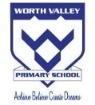 WORTH VALLEY
PRIMARY SCHOOL
Achieve Believe Create Dreams